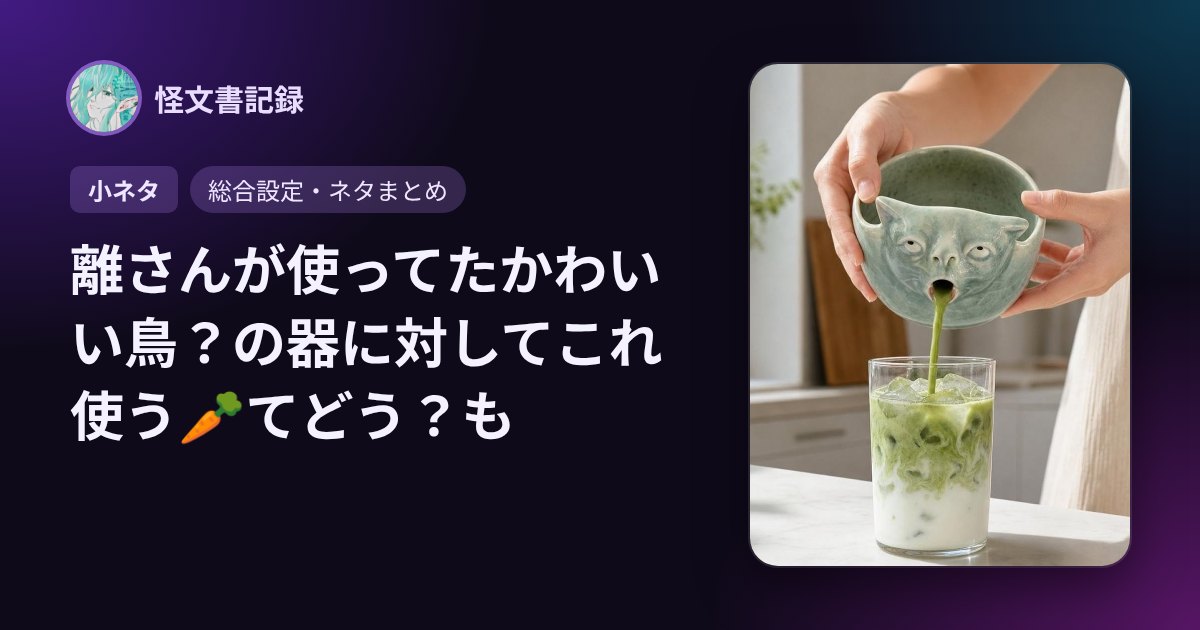 怪文書記録
小ネタ
総合設定・ネタまとめ
離さんが使ってたかわい
い鳥？の器に対してこれ
使う🥕てどう？も